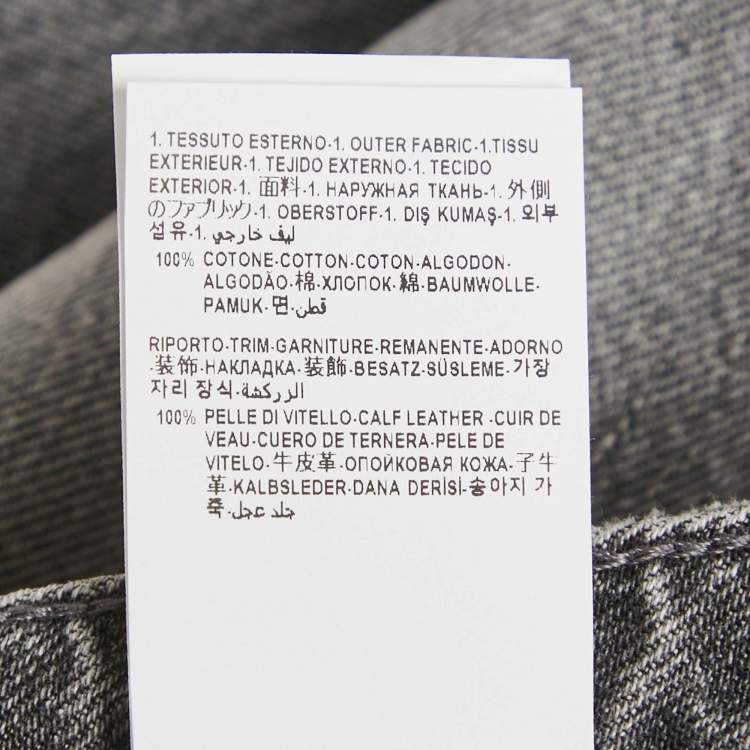 1. TESSUTO ESTERNO-1. OUTER FABRIC-1.TISSU
EXTERIEUR-1. TEJIDO EXTERNO-1. TECIDO
EXTERIOR-1. 面料-1. НАРУЖНАЯ ТКАНЬ-1. 外側
のファブリック-1. OBERSTOFF-1. DIŞ KUMAŞ-1. 외부
섬유-1. ليف خارجي
100% COTONE-COTTON-COTON-ALGODON-
ALGODÃO-棉-ХЛОПОК-綿-BAUMWOLLE-
PAMUK-면-قطن
RIPORTO-TRIM-GARNITURE-REMANENTE-ADORNO
-装饰-НАКЛАДКА-装飾-BESATZ-SÜSLEME-가장
자리 장식-الزركشة
100% PELLE DI VITELLO-CALF LEATHER -CUIR DE
VEAU-CUERO DE TERNERA-PELE DE
VITELO-牛皮革-ОПОЙКОВАЯ КОЖА-子牛
革-KALBSLEDER-DANA DERİSİ-송아지 가
죽-جلد عجل